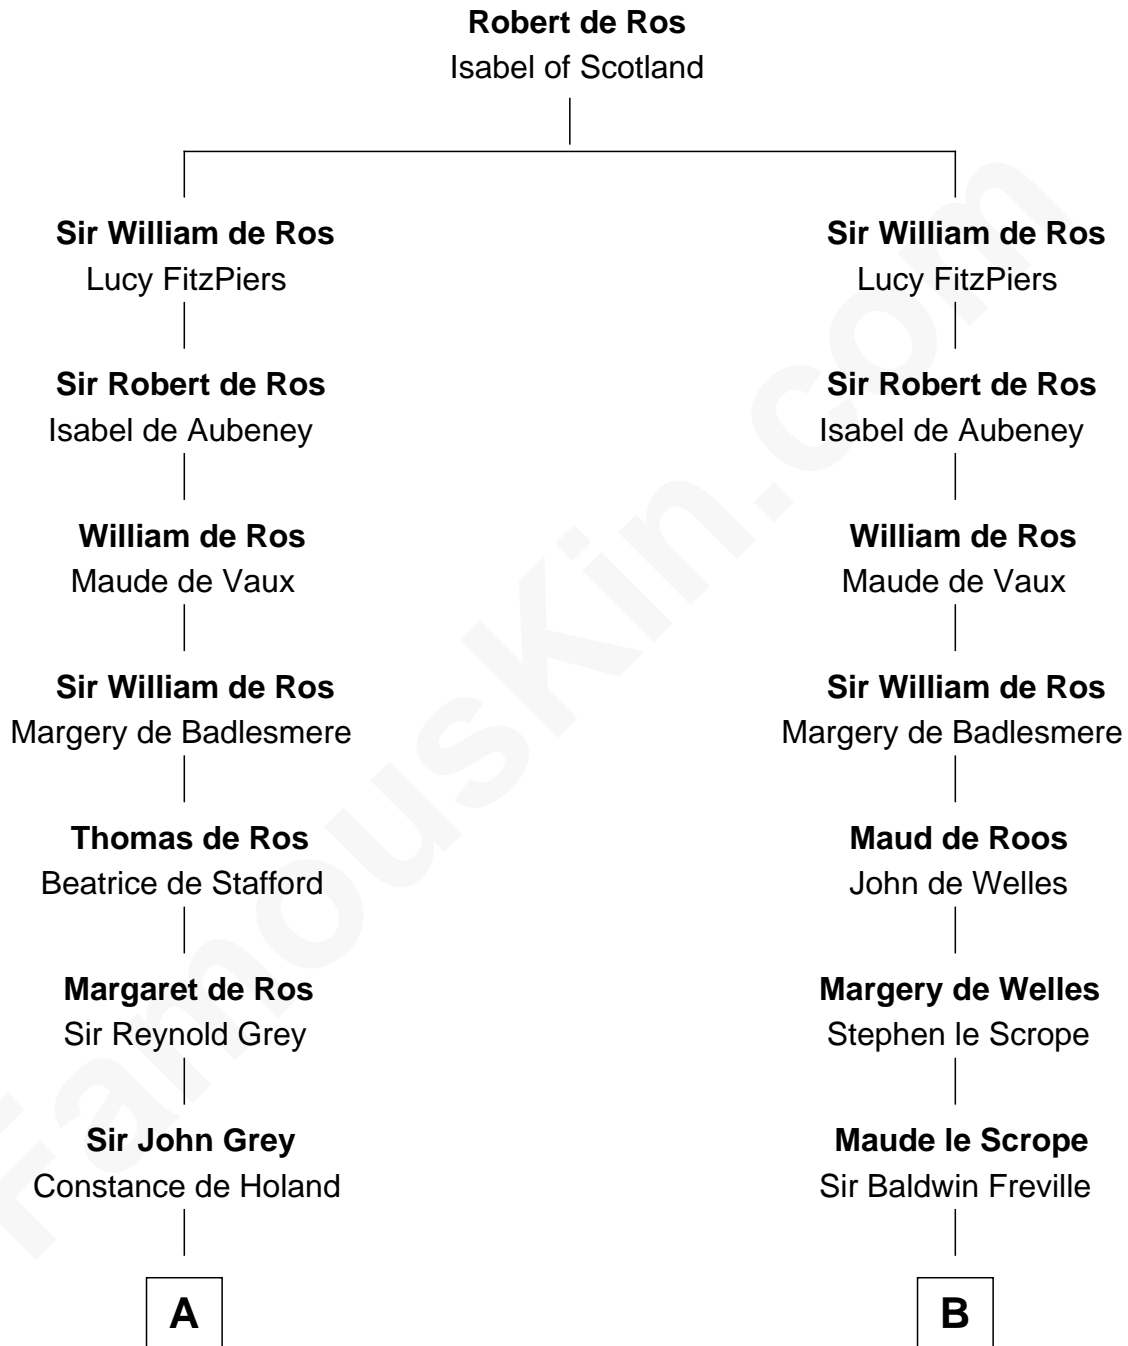 Robert de Ros
Isabel of Scotland
Sir William de Ros
Lucy FitzPiers
Sir William de Ros
Lucy FitzPiers
Sir Robert de Ros
Isabel de Aubeney
Sir Robert de Ros
Isabel de Aubeney
William de Ros
Maude de Vaux
William de Ros
Maude de Vaux
Sir William de Ros
Margery de Badlesmere
Sir William de Ros
Margery de Badlesmere
Thomas de Ros
Beatrice de Stafford
Maud de Roos
John de Welles
Margaret de Ros
Sir Reynold Grey
Margery de Welles
Stephen le Scrope
Sir John Grey
Constance de Holand
Maude le Scrope
Sir Baldwin Freville
A
B
FamousKin.com